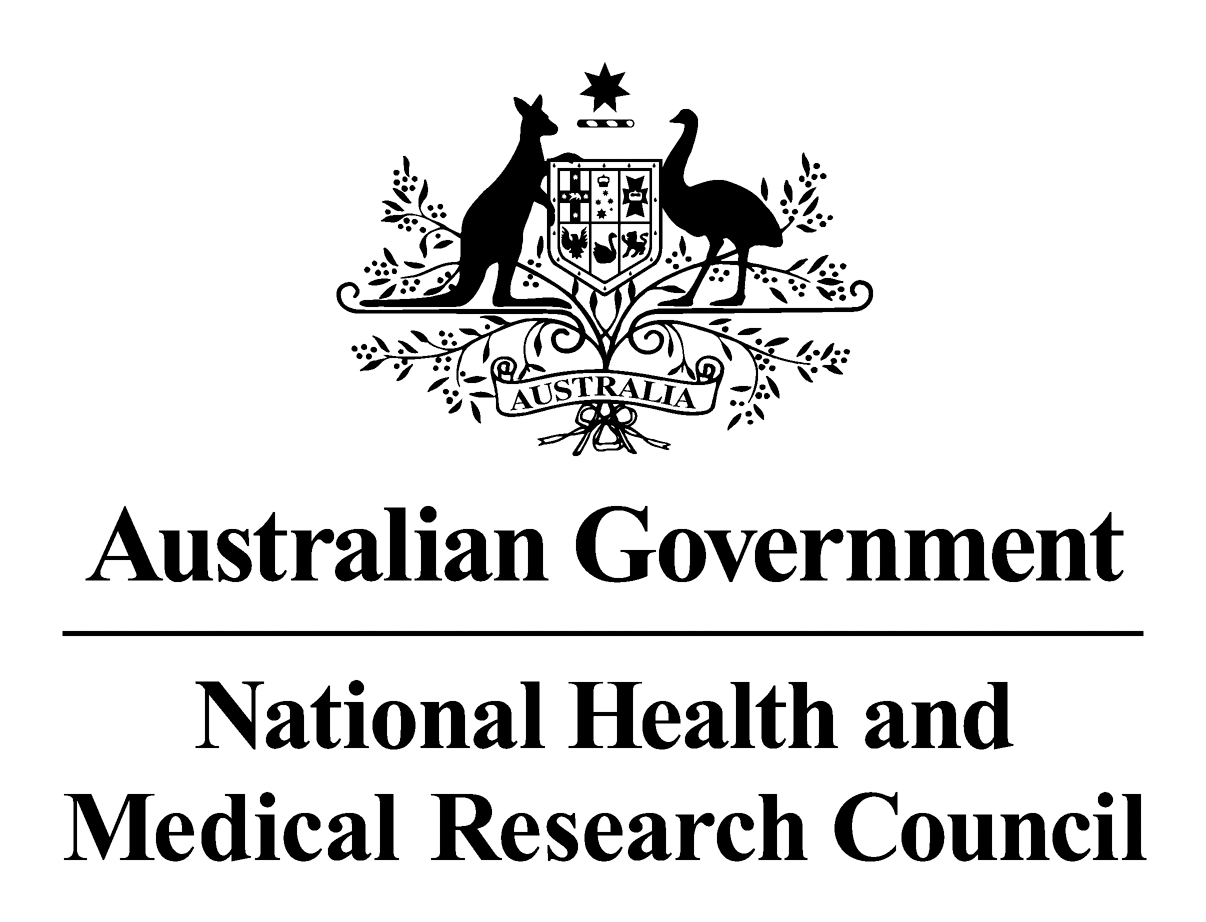 AUSTRALIA
Australian Government
National Health and
Medical Research Council